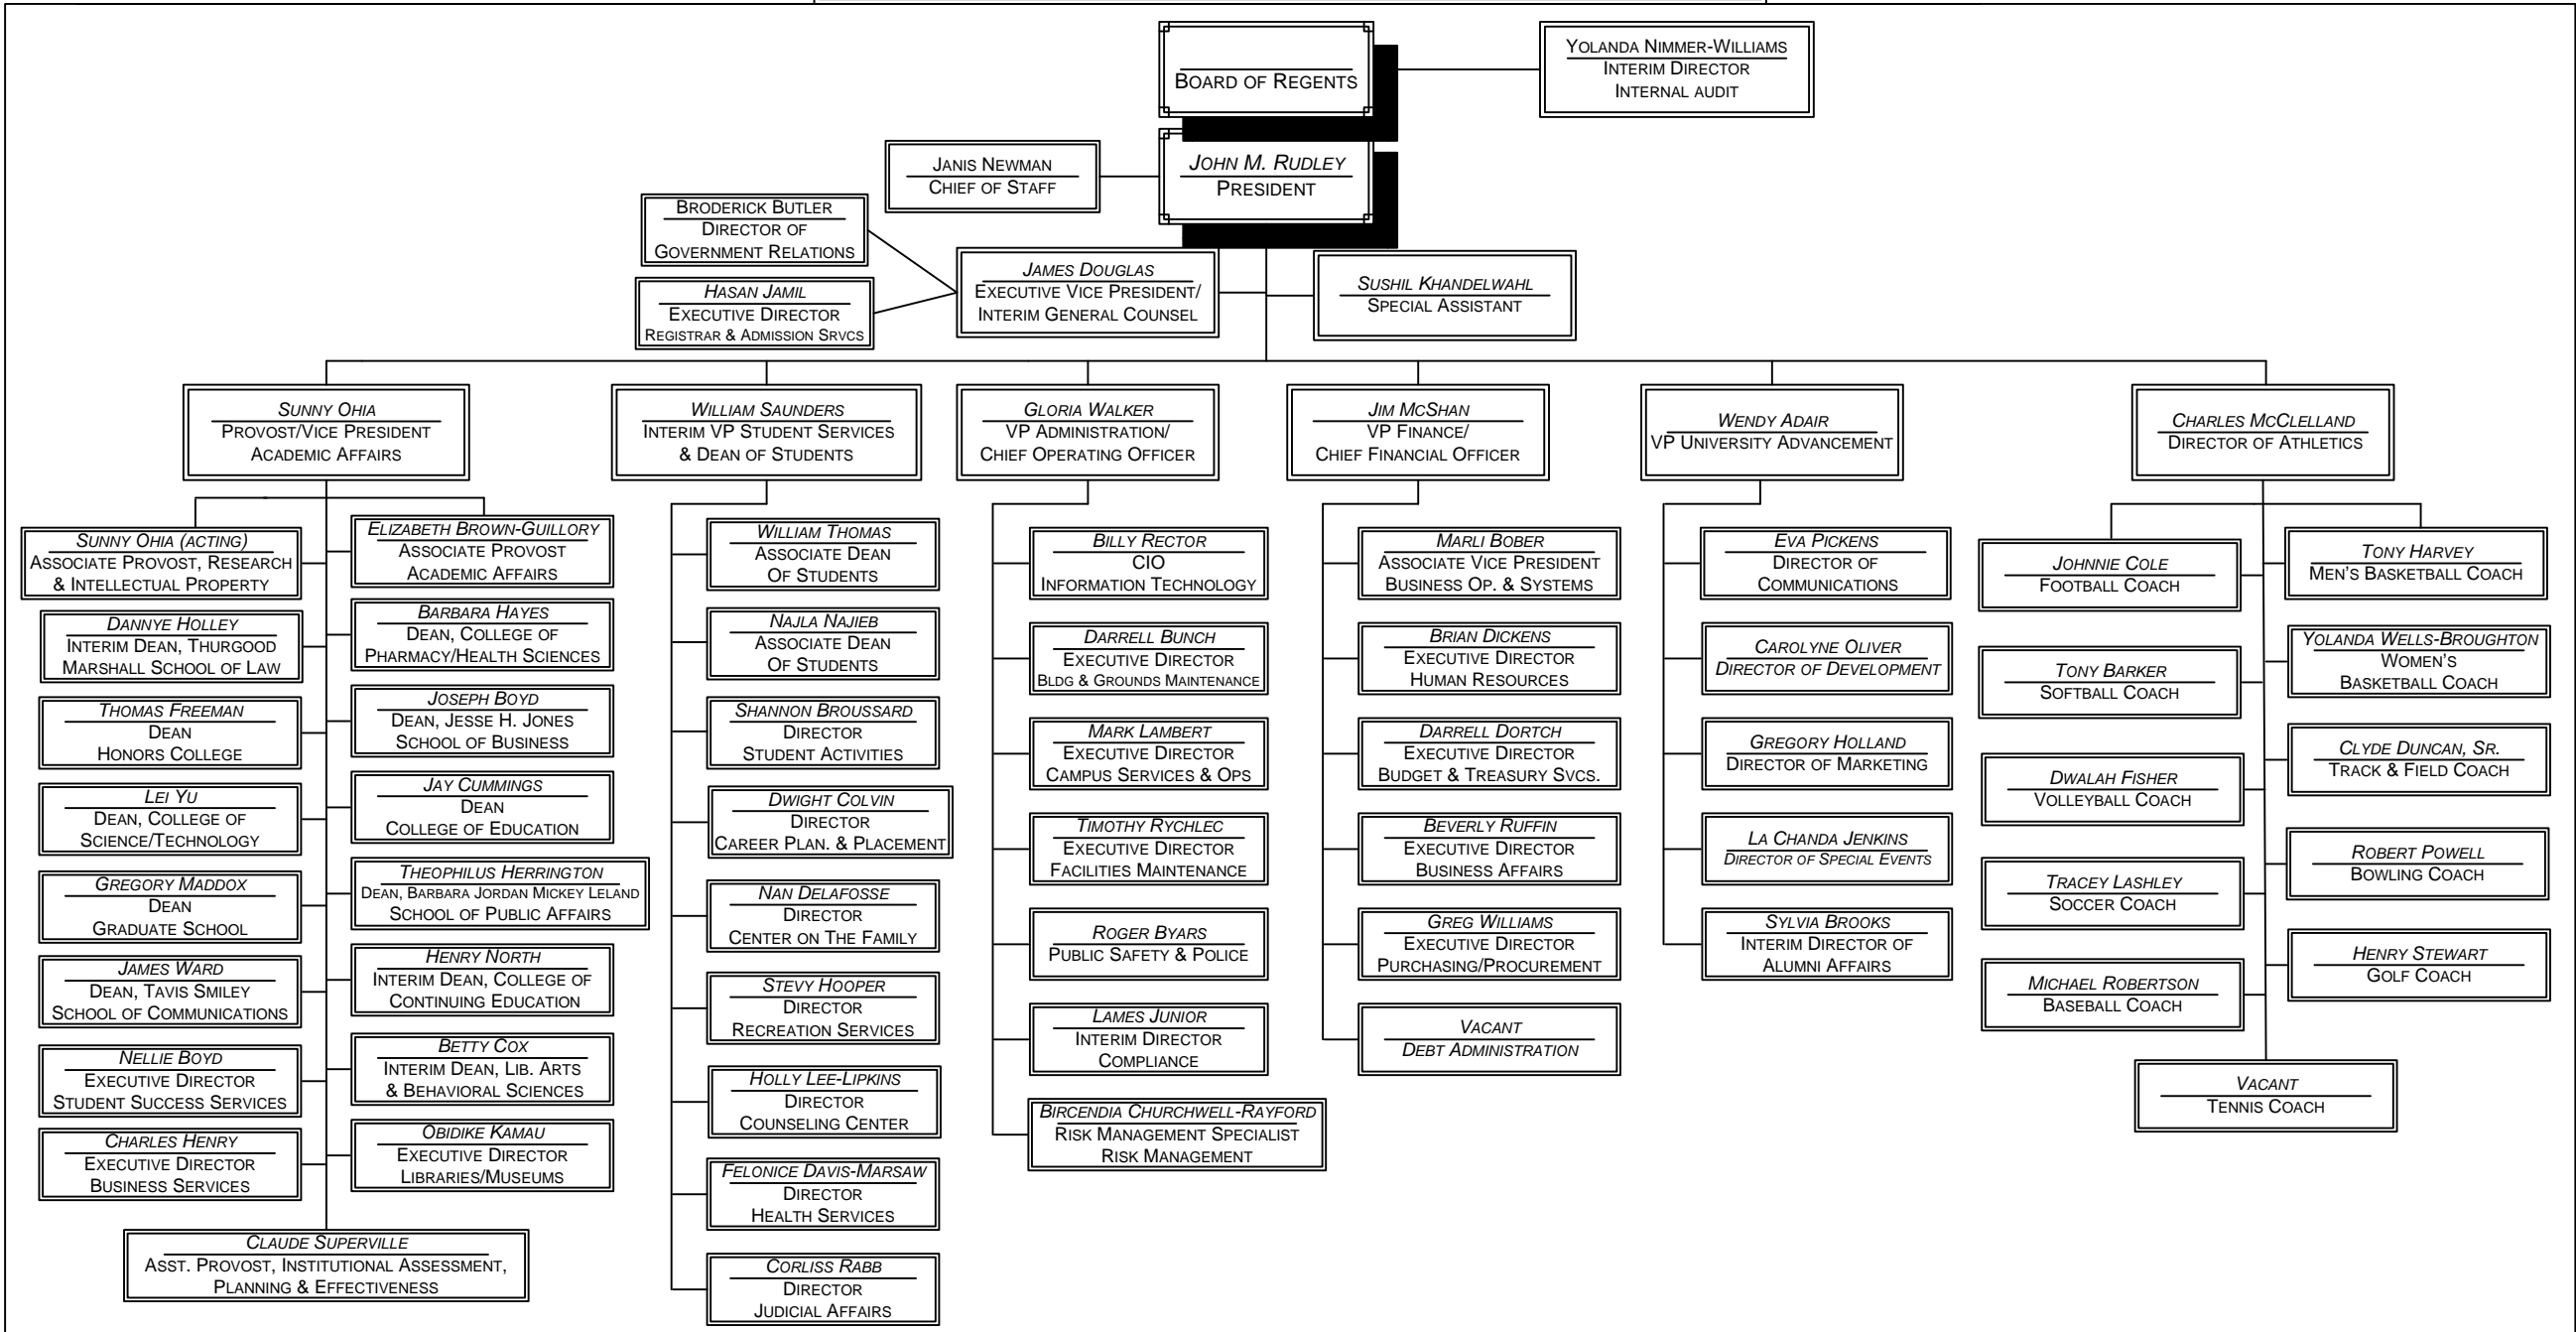 BOARD OF REGENTS
YOLANDA NIMMER-WILLIAMS
INTERIM DIRECTOR
INTERNAL AUDIT
JANIS NEWMAN
CHIEF OF STAFF
JOHN M. RUDLEY
PRESIDENT
BRODERICK BUTLER
DIRECTOR OF
GOVERNMENT RELATIONS
HASAN JAMIL
EXECUTIVE DIRECTOR
REGISTRAR & ADMISSION SRVCS
JAMES DOUGLAS
EXECUTIVE VICE PRESIDENT/
INTERIM GENERAL COUNSEL
SUSHIL KHANDELWAHL
SPECIAL ASSISTANT
SUNNY OHIA
PROVOST/VICE PRESIDENT
ACADEMIC AFFAIRS
WILLIAM SAUNDERS
INTERIM VP STUDENT SERVICES
& DEAN OF STUDENTS
GLORIA WALKER
VP ADMINISTRATION/
CHIEF OPERATING OFFICER
JIM MCSHAN
VP FINANCE/
CHIEF FINANCIAL OFFICER
WENDY ADAIR
VP UNIVERSITY ADVANCEMENT
CHARLES MCCLELLAND
DIRECTOR OF ATHLETICS
SUNNY OHIA (ACTING)
ASSOCIATE PROVOST, RESEARCH
& INTELLECTUAL PROPERTY
DANNYE HOLLEY
INTERIM DEAN, THURGOOD
MARSHALL SCHOOL OF LAW
THOMAS FREEMAN
DEAN
HONORS COLLEGE
LEI YU
DEAN, COLLEGE OF
SCIENCE/TECHNOLOGY
GREGORY MADDOX
DEAN
GRADUATE SCHOOL
JAMES WARD
DEAN, TAVIS SMILEY
SCHOOL OF COMMUNICATIONS
NELLIE BOYD
EXECUTIVE DIRECTOR
STUDENT SUCCESS SERVICES
CHARLES HENRY
EXECUTIVE DIRECTOR
BUSINESS SERVICES
ELIZABETH BROWN-GUILLORY
ASSOCIATE PROVOST
ACADEMIC AFFAIRS
BARBARA HAYES
DEAN, COLLEGE OF
PHARMACY/HEALTH SCIENCES
JOSEPH BOYD
DEAN, JESSE H. JONES
SCHOOL OF BUSINESS
JAY CUMMINGS
DEAN
COLLEGE OF EDUCATION
THEOPHILUS HERRINGTON
DEAN, BARBARA JORDAN MICKEY LELAND
SCHOOL OF PUBLIC AFFAIRS
HENRY NORTH
INTERIM DEAN, COLLEGE OF
CONTINUING EDUCATION
BETTY COX
INTERIM DEAN, LIB. ARTS
& BEHAVIORAL SCIENCES
OBIDIKE KAMAU
EXECUTIVE DIRECTOR
LIBRARIES/MUSEUMS
CLAUDE SUPERVILLE
ASST. PROVOST, INSTITUTIONAL ASSESSMENT,
PLANNING & EFFECTIVENESS
WILLIAM THOMAS
ASSOCIATE DEAN
OF STUDENTS
NAJLA NAJIEB
ASSOCIATE DEAN
OF STUDENTS
SHANNON BROUSSARD
DIRECTOR
STUDENT ACTIVITIES
DWIGHT COLVIN
DIRECTOR
CAREER PLAN. & PLACEMENT
NAN DELAFOSSE
DIRECTOR
CENTER ON THE FAMILY
STEVY HOOPER
DIRECTOR
RECREATION SERVICES
HOLLY LEE-LIPKINS
DIRECTOR
COUNSELING CENTER
FELONICE DAVIS-MARSAW
DIRECTOR
HEALTH SERVICES
CORLISS RABB
DIRECTOR
JUDICIAL AFFAIRS
BILLY RECTOR
CIO
INFORMATION TECHNOLOGY
DARRELL BUNCH
EXECUTIVE DIRECTOR
BLDG & GROUNDS MAINTENANCE
MARK LAMBERT
EXECUTIVE DIRECTOR
CAMPUS SERVICES & OPS
TIMOTHY RYCHLEC
EXECUTIVE DIRECTOR
FACILITIES MAINTENANCE
ROGER BYARS
PUBLIC SAFETY & POLICE
LAMES JUNIOR
INTERIM DIRECTOR
COMPLIANCE
BIRCENDIA CHURCHWELL-RAYFORD
RISK MANAGEMENT SPECIALIST
RISK MANAGEMENT
MARLI BOBER
ASSOCIATE VICE PRESIDENT
BUSINESS OP. & SYSTEMS
BRIAN DICKENS
EXECUTIVE DIRECTOR
HUMAN RESOURCES
DARRELL DORTCH
EXECUTIVE DIRECTOR
BUDGET & TREASURY SVCS.
BEVERLY RUFFIN
EXECUTIVE DIRECTOR
BUSINESS AFFAIRS
GREG WILLIAMS
EXECUTIVE DIRECTOR
PURCHASING/PROCUREMENT
VACANT
DEBT ADMINISTRATION
EVA PICKENS
DIRECTOR OF
COMMUNICATIONS
CAROLYNE OLIVER
DIRECTOR OF DEVELOPMENT
GREGORY HOLLAND
DIRECTOR OF MARKETING
LA CHANDA JENKINS
DIRECTOR OF SPECIAL EVENTS
SYLVIA BROOKS
INTERIM DIRECTOR OF
ALUMNI AFFAIRS
JOHNNIE COLE
FOOTBALL COACH
TONY BARKER
SOFTBALL COACH
DWALAH FISHER
VOLLEYBALL COACH
TRACEY LASHLEY
SOCCER COACH
MICHAEL ROBERTSON
BASEBALL COACH
TONY HARVEY
MEN'S BASKETBALL COACH
YOLANDA WELLS-BROUGHTON
WOMEN'S
BASKETBALL COACH
CLYDE DUNCAN, SR.
TRACK & FIELD COACH
ROBERT POWELL
BOWLING COACH
HENRY STEWART
GOLF COACH
VACANT
TENNIS COACH